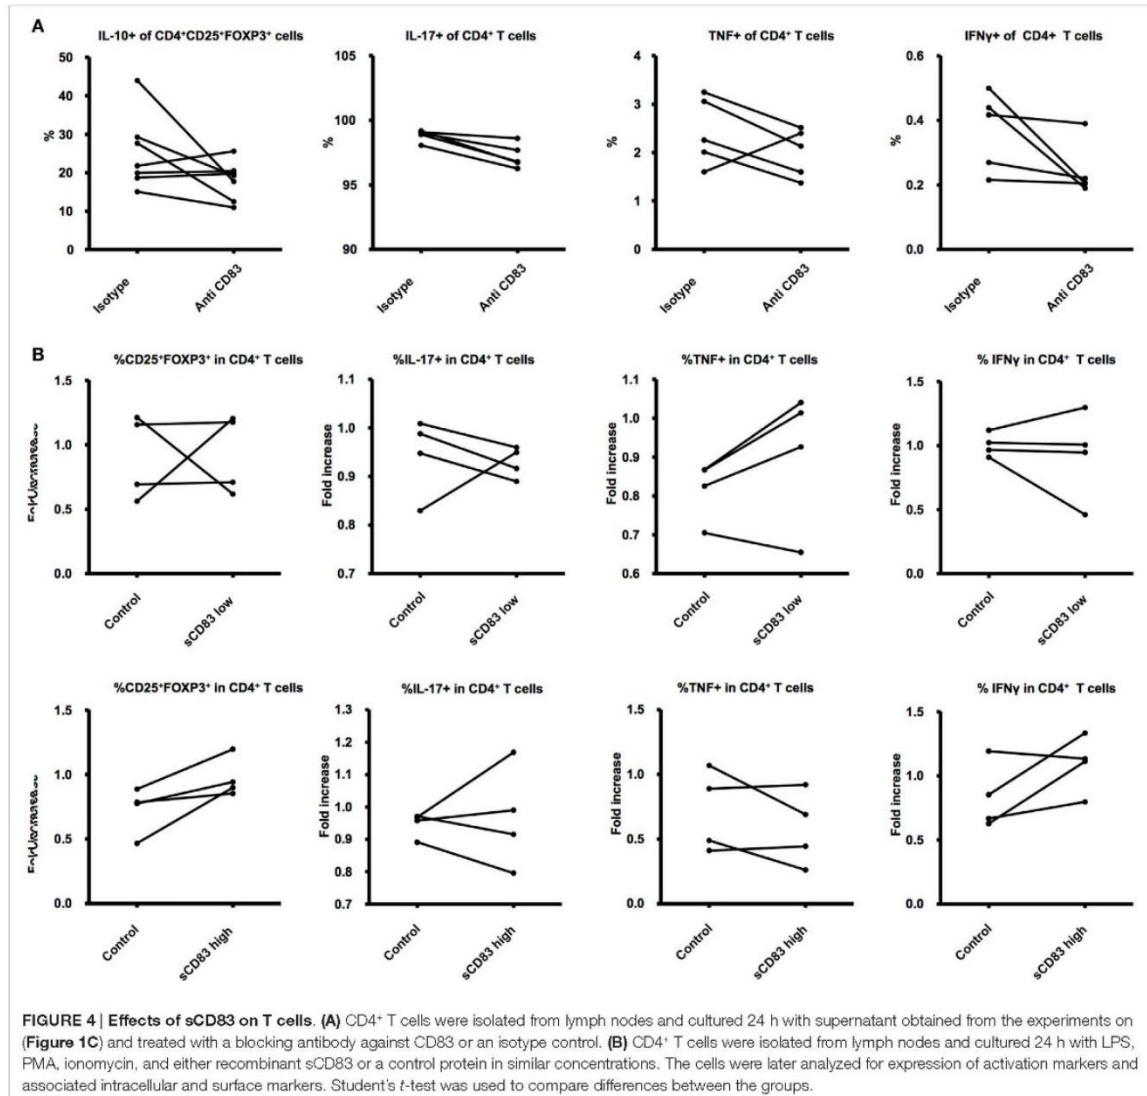 A
IL-10+ of CD4⁺CD25⁺FOXP3⁺ cells
50
40
30
20
10
0
%
Isotype
Anti CD83
IL-17+ of CD4⁺ T cells
105
100
95
90
%
Isotype
Anti CD83
TNF+ of CD4⁺ T cells
4
3
2
1
0
%
Isotype
Anti CD83
IFNγ+ of CD4+ T cells
0.6
0.4
0.2
0.0
%
Isotype
Anti CD83
B
%CD25⁺FOXP3⁺ in CD4⁺ T cells
1.5
1.0
0.5
0.0
Control
sCD83 low
%IL-17+ in CD4⁺ T cells
1.1
1.0
0.9
0.8
0.7
Fold increase
Control
sCD83 low
%TNF+ in CD4⁺ T cells
1.1
1.0
0.9
0.8
0.7
0.6
Fold increase
Control
sCD83 low
% IFNγ in CD4⁺ T cells
1.5
1.0
0.5
0.0
Fold increase
Control
sCD83 low
%CD25⁺FOXP3⁺ in CD4⁺ T cells
1.5
1.0
0.5
0.0
Control
sCD83 high
%IL-17+ in CD4⁺ T cells
1.3
1.2
1.1
1.0
0.9
0.8
0.7
Fold increase
Control
sCD83 high
%TNF+ in CD4⁺ T cells
1.5
1.0
0.5
0.0
Fold increase
Control
sCD83 high
% IFNγ in CD4⁺ T cells
1.5
1.0
0.5
0.0
Fold increase
Control
sCD83 high
FIGURE 4 | Effects of sCD83 on T cells. (A) CD4⁺ T cells were isolated from lymph nodes and cultured 24 h with supernatant obtained from the experiments on
(Figure 1C) and treated with a blocking antibody against CD83 or an isotype control. (B) CD4⁺ T cells were isolated from lymph nodes and cultured 24 h with LPS,
PMA, ionomycin, and either recombinant sCD83 or a control protein in similar concentrations. The cells were later analyzed for expression of activation markers and
associated intracellular and surface markers. Student's t-test was used to compare differences between the groups.